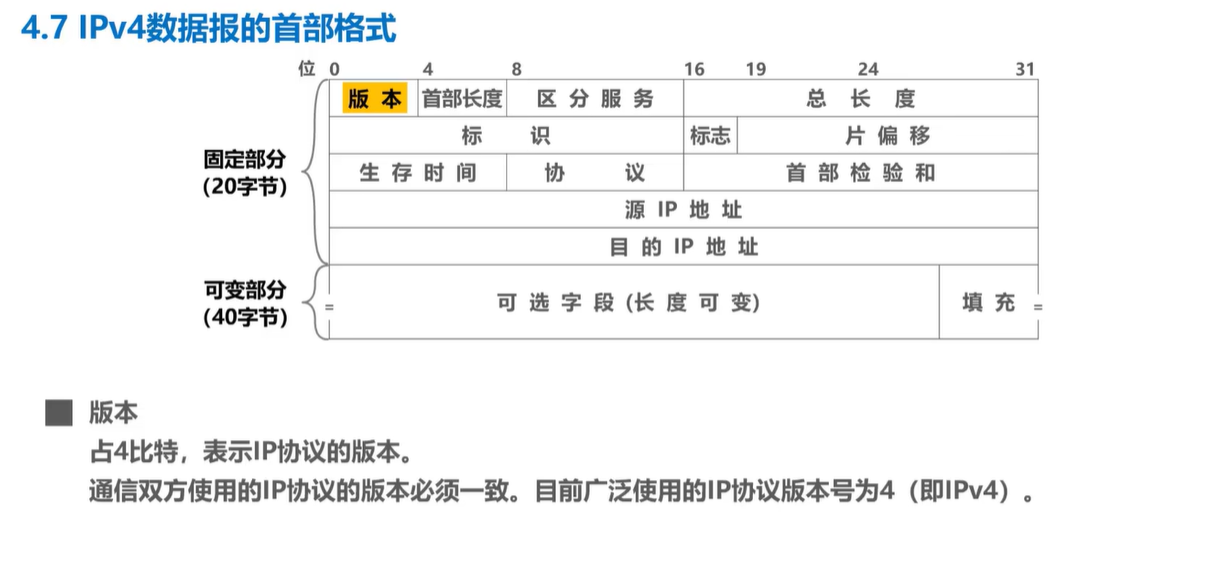 4.7 IPv4数据报的首部格式
位 0 4 8 16 19 24 31
版 本 首部长度 区 分 服 务 总 长 度
标 识 标志 片 偏 移
固定部分
(20字节)
生 存 时 间 协 议 首 部 检 验 和
源 IP 地 址
目 的 IP 地 址
可变部分
(40字节)
= 可 选 字 段 (长 度 可 变) 填 充 =
版本
占4比特，表示IP协议的版本。
通信双方使用的IP协议的版本必须一致。目前广泛使用的IP协议版本号为4（即IPv4）。